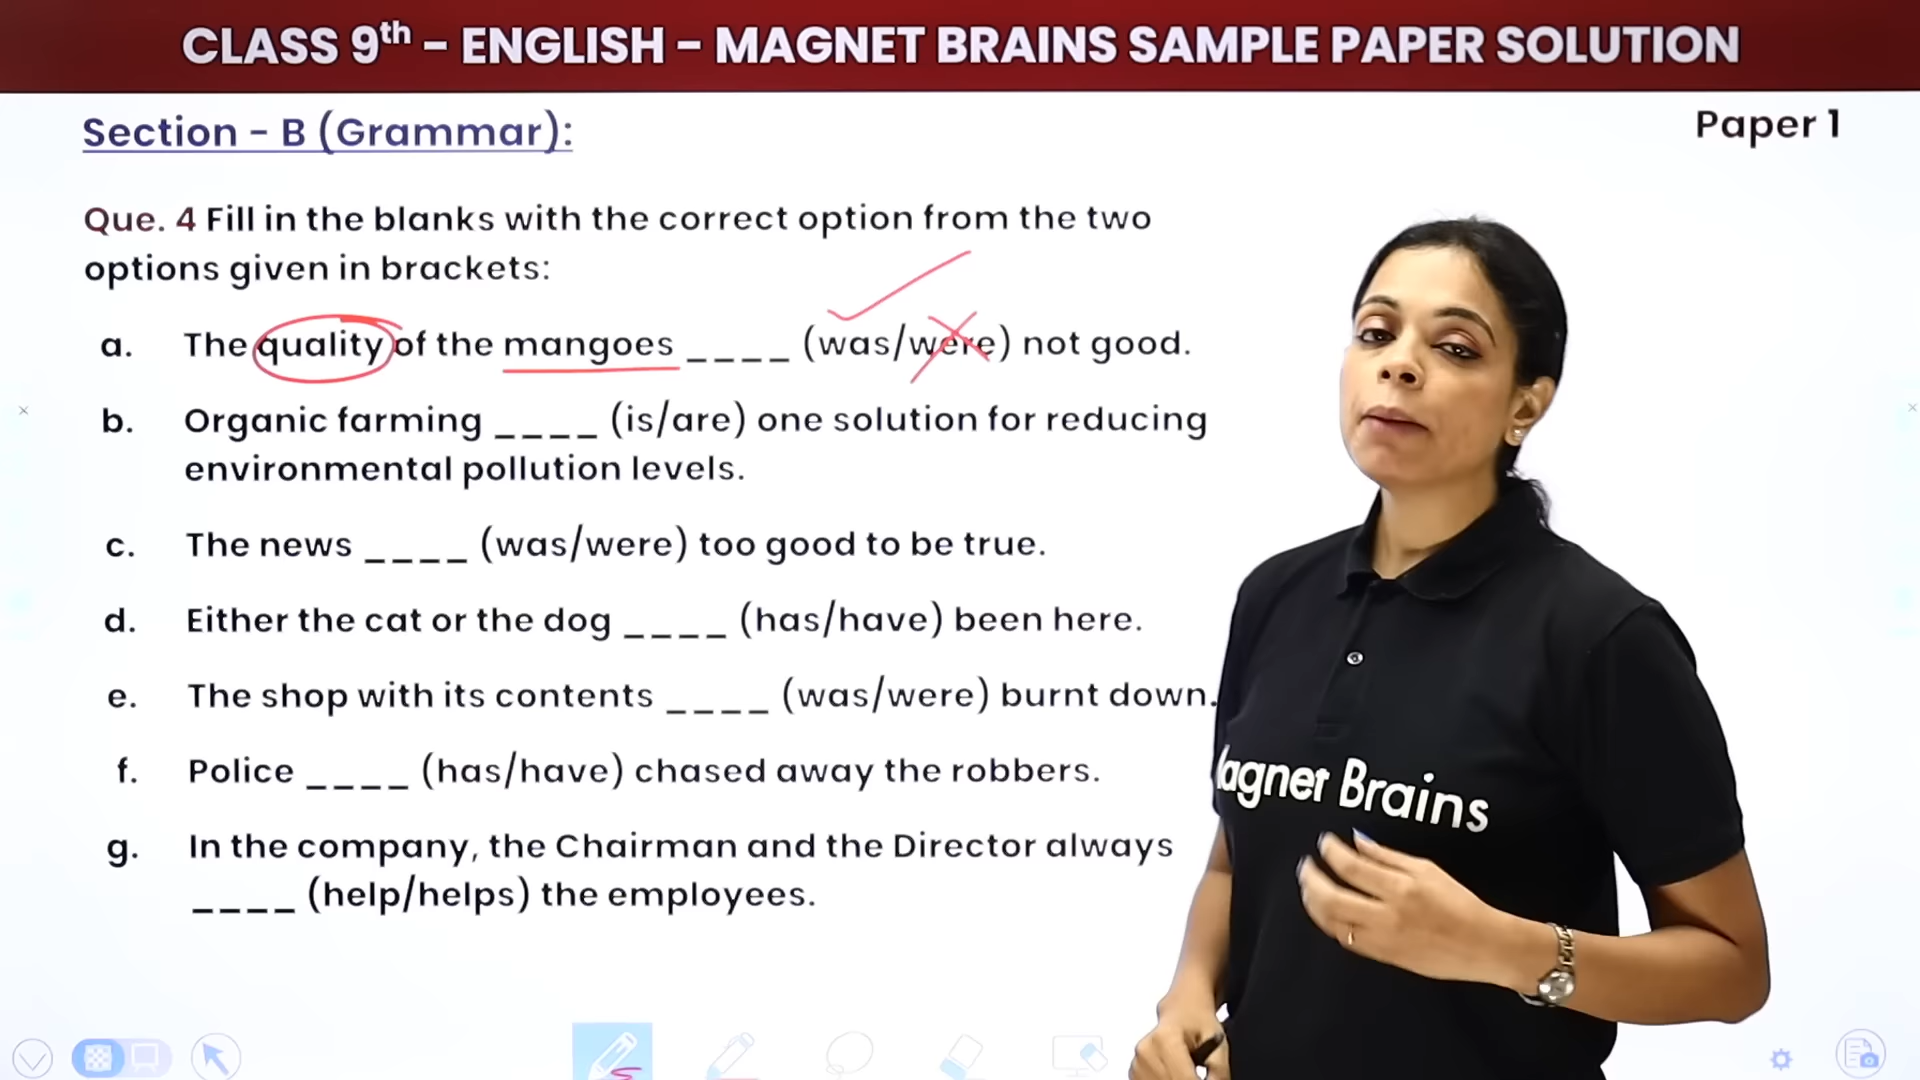 CLASS 9th – ENGLISH – MAGNET BRAINS SAMPLE PAPER SOLUTION
Section - B (Grammar):
Paper 1
Que. 4 Fill in the blanks with the correct option from the two
options given in brackets:
a. The quality of the mangoes ____ (was/were) not good.
b. Organic farming ____ (is/are) one solution for reducing
environmental pollution levels.
c. The news ____ (was/were) too good to be true.
d. Either the cat or the dog ____ (has/have) been here.
e. The shop with its contents ____ (was/were) burnt down.
f. Police ____ (has/have) chased away the robbers.
g. In the company, the Chairman and the Director always
____ (help/helps) the employees.
Magnet Brains